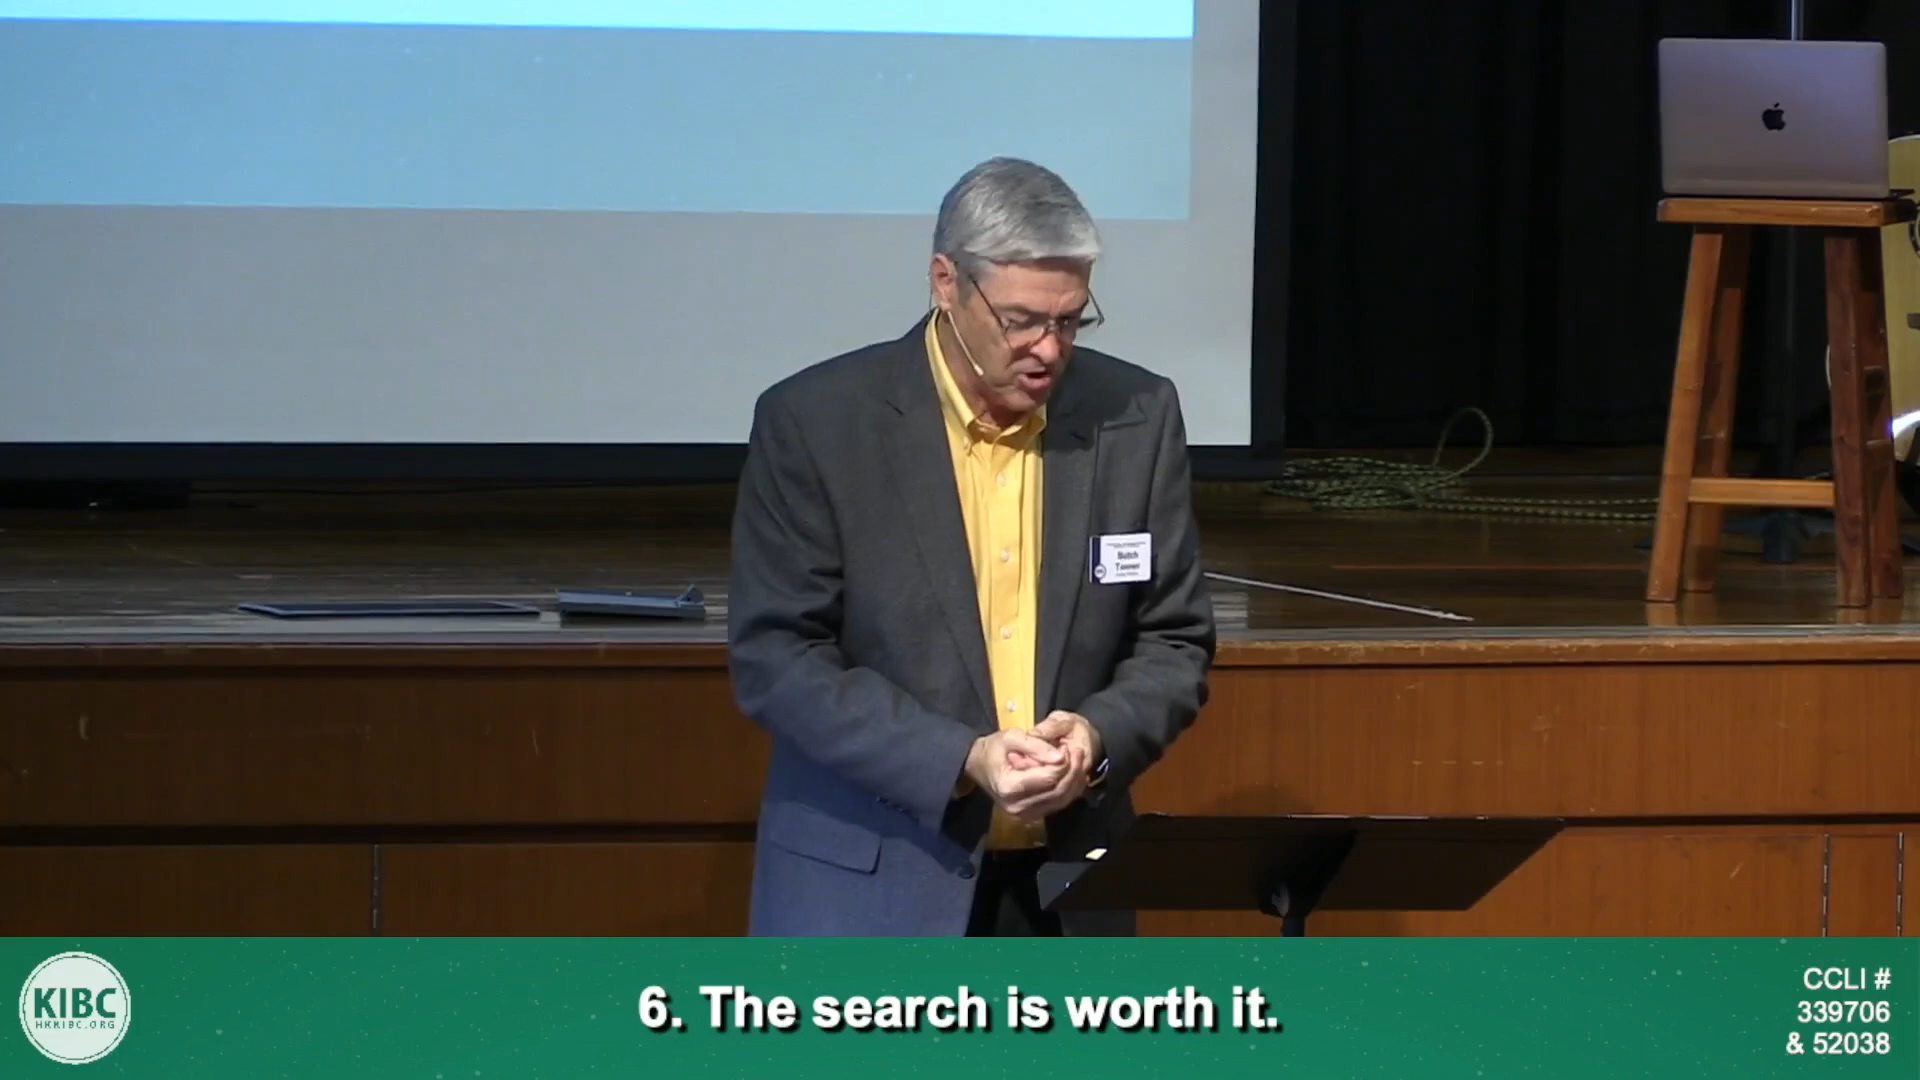 Butch
Tanner
KIBC
HKKIBC.ORG
6. The search is worth it.
CCLI #
339706
& 52038